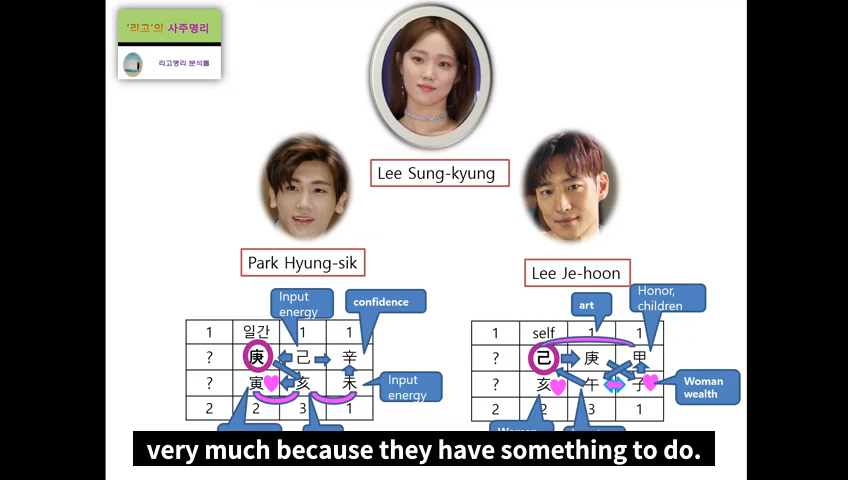 '리고'의 사주명리
리고명리 분석틀
Lee Sung-kyung
Park Hyung-sik
Lee Je-hoon
Input
energy
confidence
1 일간 1 1
? 庚 己 辛
? 寅 亥 未
2 2 3 1
Input
energy
art
Honor,
children
1 self 1 1
? 己 庚 甲
? 亥 午 子
2 2 3 1
Woman
wealth
very much because they have something to do.